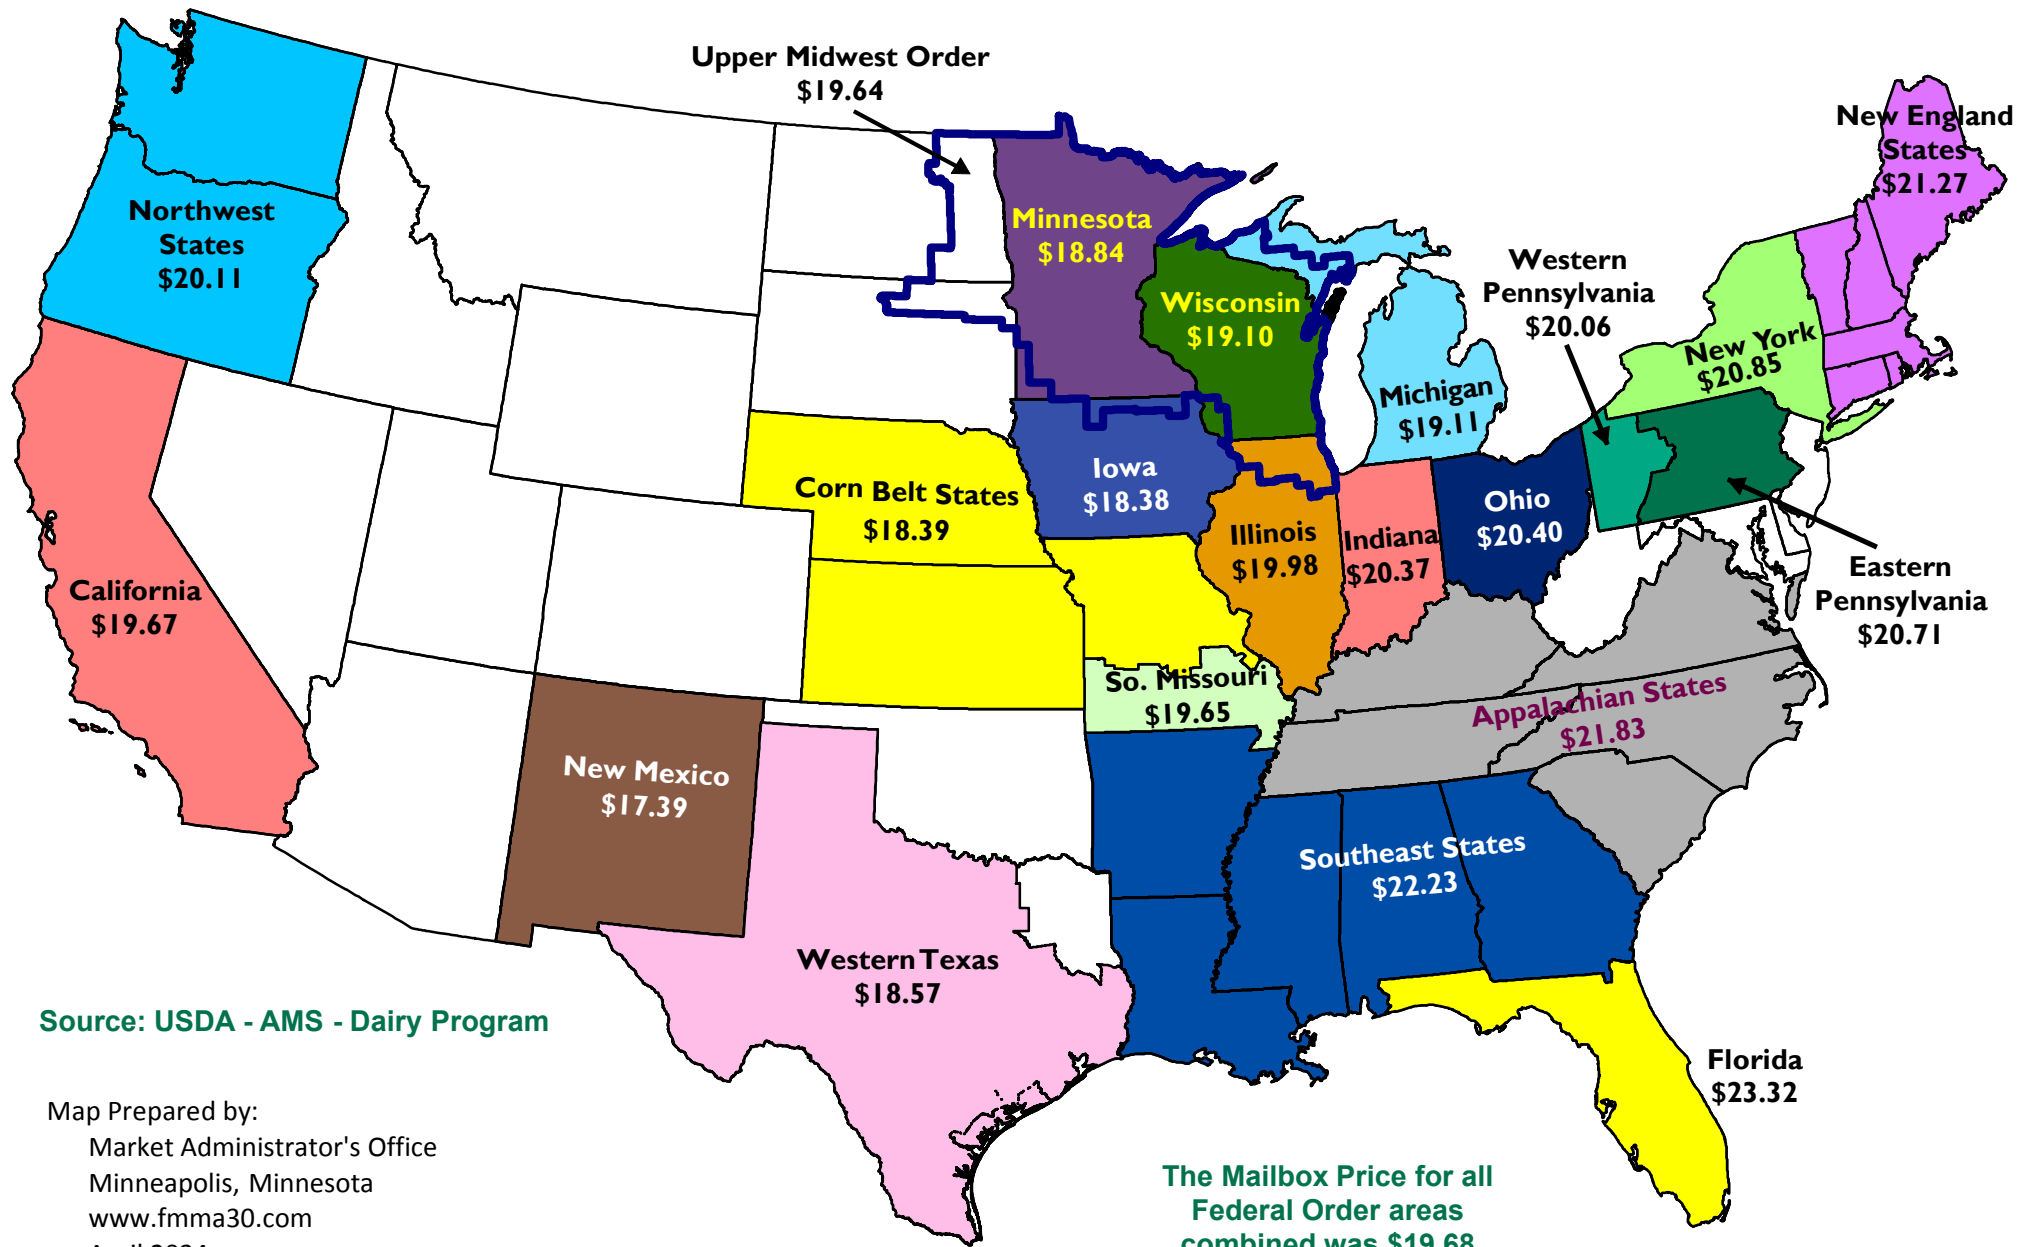 Upper Midwest Order
$19.64
New England
States
$21.27
Northwest
States
$20.11
Minnesota
$18.84
Western
Pennsylvania
$20.06
Wisconsin
$19.10
New York
$20.85
Michigan
$19.11
Iowa
$18.38
Corn Belt States
$18.39
Ohio
$20.40
Illinois
$19.98
Indiana
$20.37
Eastern
Pennsylvania
$20.71
California
$19.67
So. Missouri
$19.65
Appalachian States
$21.83
New Mexico
$17.39
Southeast States
$22.23
Western Texas
$18.57
Source: USDA - AMS - Dairy Program
Florida
$23.32
Map Prepared by:
Market Administrator's Office
Minneapolis, Minnesota
www.fmma30.com
The Mailbox Price for all
Federal Order areas
combined was $19.68